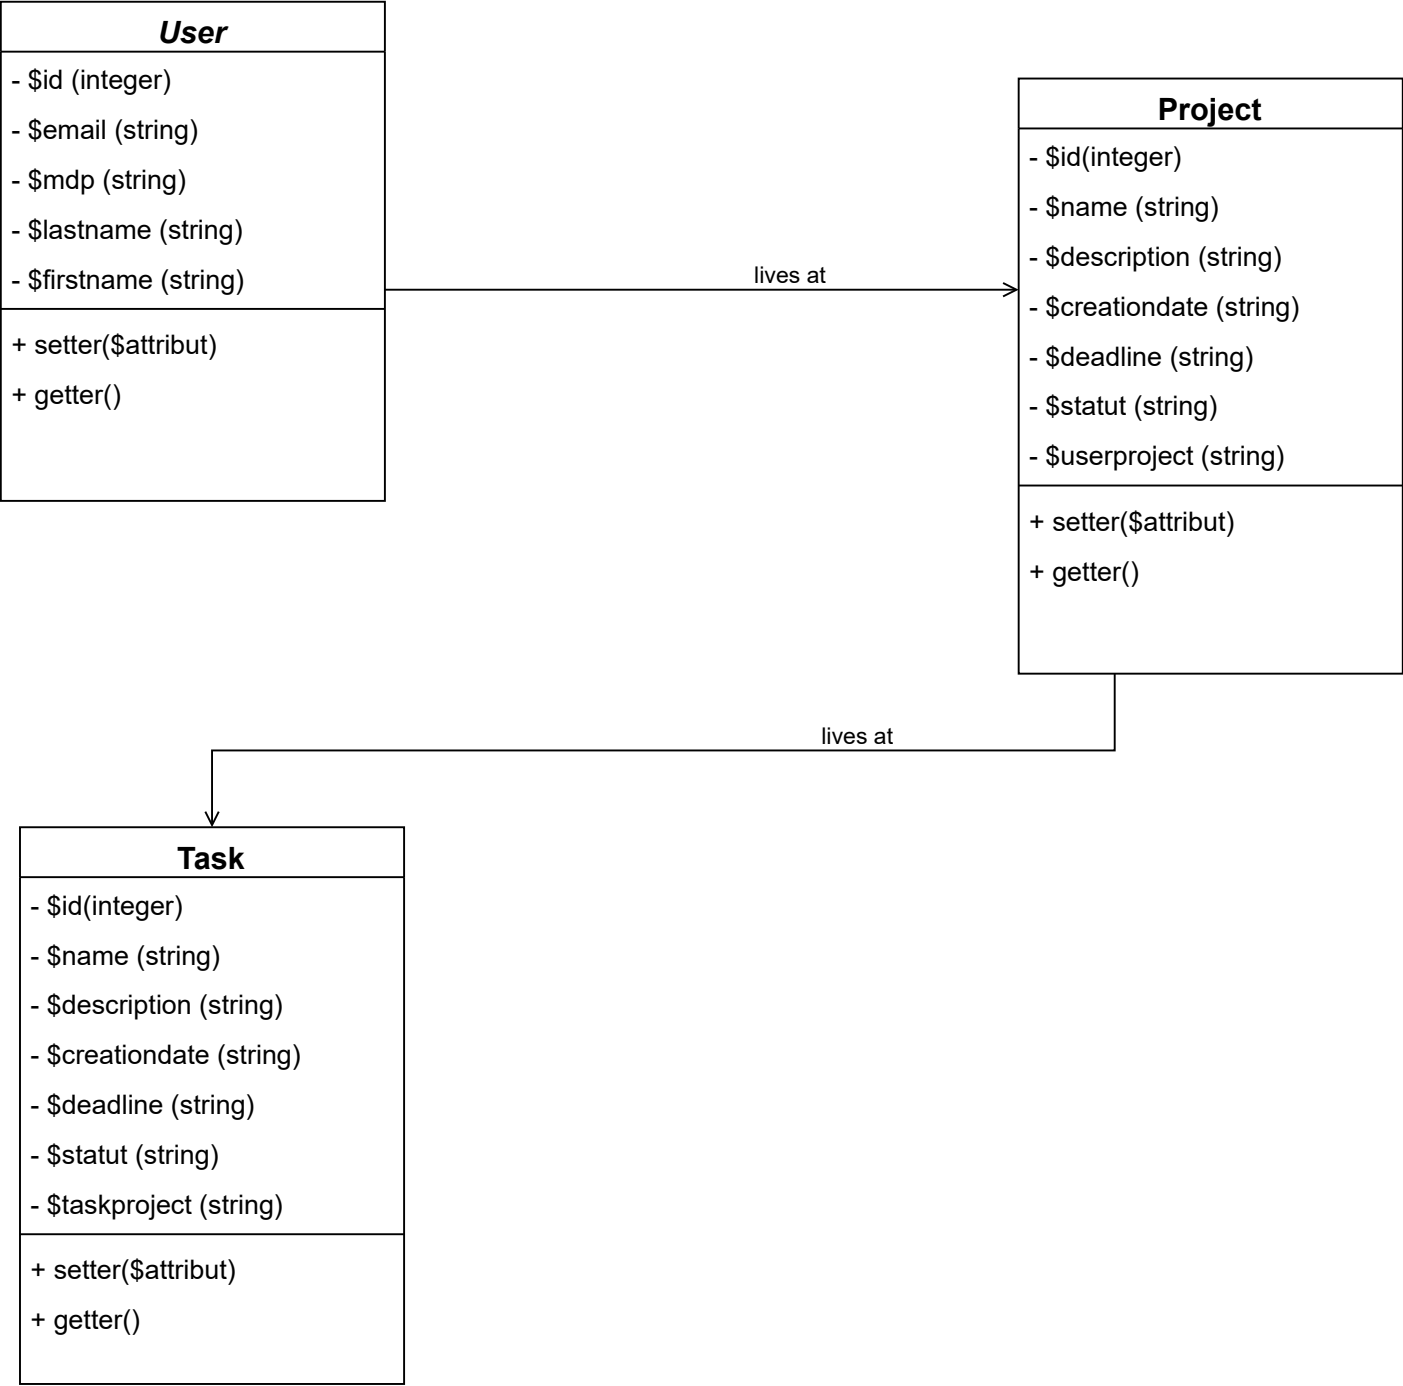 User
- $id (integer)
- $email (string)
- $mdp (string)
- $lastname (string)
- $firstname (string)
+ setter($attribut)
+ getter()
lives at
Project
- $id(integer)
- $name (string)
- $description (string)
- $creationdate (string)
- $deadline (string)
- $statut (string)
- $userproject (string)
+ setter($attribut)
+ getter()
lives at
Task
- $id(integer)
- $name (string)
- $description (string)
- $creationdate (string)
- $deadline (string)
- $statut (string)
- $taskproject (string)
+ setter($attribut)
+ getter()